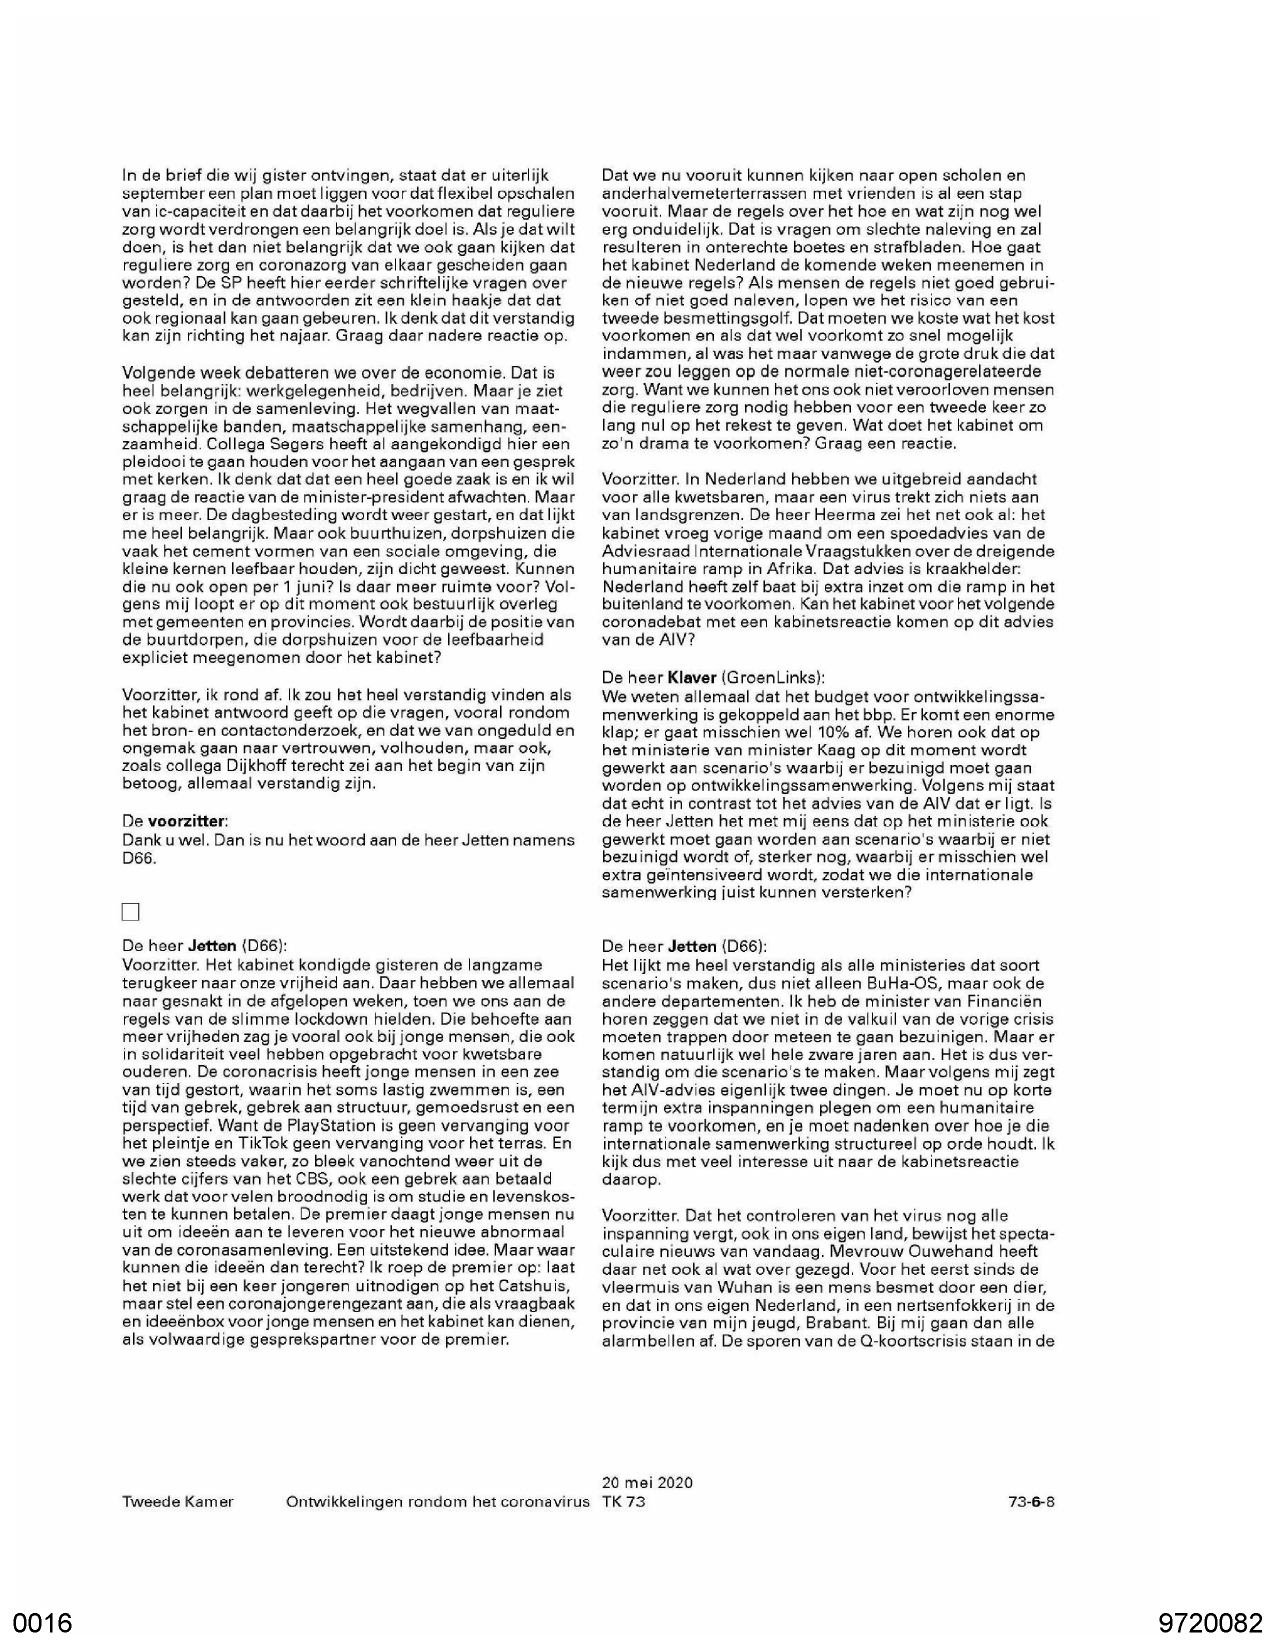 In de brief die wij gister ontvingen, staat dat er uiterlijk
september een plan moet liggen voor dat flexibel opschalen
van ic-capaciteit en dat daarbij het voorkomen dat reguliere
zorg wordt verdrongen een belangrijk doel is. Als je dat wilt
doen, is het dan niet belangrijk dat we ook gaan kijken dat
reguliere zorg en coronazorg van elkaar gescheiden gaan
worden? De SP heeft hier eerder schriftelijke vragen over
gesteld, en in de antwoorden zit een klein haakje dat dat
ook regionaal kan gaan gebeuren. Ik denk dat dit verstandig
kan zijn richting het najaar. Graag daar nadere reactie op.

Volgende week debatteren we over de economie. Dat is
heel belangrijk: werkgelegenheid, bedrijven. Maar je ziet
ook zorgen in de samenleving. Het wegvallen van maat-
schappelijke banden, maatschappelijke samenhang, een-
zaamheid. Collega Segers heeft al aangekondigd hier een
pleidooi te gaan houden voor het aangaan van een gesprek
met kerken. Ik denk dat dat een heel goede zaak is en ik wil
graag de reactie van de minister-president afwachten. Maar
er is meer. De dagbesteding wordt weer gestart, en dat lijkt
me heel belangrijk. Maar ook buurthuizen, dorpshuizen die
vaak het cement vormen van een sociale omgeving, die
kleine kernen leefbaar houden, zijn dicht geweest. Kunnen
die nu ook open per 1 juni? Is daar meer ruimte voor? Vol-
gens mij loopt er op dit moment ook bestuurlijk overleg
met gemeenten en provincies. Wordt daarbij de positie van
de buurtdorpen, die dorpshuizen voor de leefbaarheid
expliciet meegenomen door het kabinet?

Voorzitter, ik rond af. Ik zou het heel verstandig vinden als
het kabinet antwoord geeft op die vragen, vooral rondom
het bron- en contactonderzoek, en dat we van ongeduld en
ongemak gaan naar vertrouwen, volhouden, maar ook,
zoals collega Dijkhoff terecht zei aan het begin van zijn
betoog, allemaal verstandig zijn.

De voorzitter:
Dank u wel. Dan is nu het woord aan de heer Jetten namens
D66.

De heer Jetten (D66):
Voorzitter. Het kabinet kondigde gisteren de langzame
terugkeer naar onze vrijheid aan. Daar hebben we allemaal
naar gesnakt in de afgelopen weken, toen we ons aan de
regels van de slimme lockdown hielden. Die behoefte aan
meer vrijheden zag je vooral ook bij jonge mensen, die ook
in solidariteit veel hebben opgebracht voor kwetsbare
ouderen. De coronacrisis heeft jonge mensen in een zee
van tijd gestort, waarin het soms lastig zwemmen is, een
tijd van gebrek, gebrek aan structuur, gemoedsrust en een
perspectief. Want de PlayStation is geen vervanging voor
het pleintje en TikTok geen vervanging voor het terras. En
we zien steeds vaker, zo bleek vanochtend weer uit de
slechte cijfers van het CBS, ook een gebrek aan betaald
werk dat voor velen broodnodig is om studie en levenskos-
ten te kunnen betalen. De premier daagt jonge mensen nu
uit om ideeën aan te leveren voor het nieuwe abnormaal
van de coronasamenleving. Een uitstekend idee. Maar waar
kunnen die ideeën dan terecht? Ik roep de premier op: laat
het niet bij een keer jongeren uitnodigen op het Catshuis,
maar stel een coronajongerengezant aan, die als vraagbaak
en ideeënbox voor jonge mensen en het kabinet kan dienen,
als volwaardige gesprekspartner voor de premier.

Dat we nu vooruit kunnen kijken naar open scholen en
anderhalvemeterterrassen met vrienden is al een stap
vooruit. Maar de regels over het hoe en wat zijn nog wel
erg onduidelijk. Dat is vragen om slechte naleving en zal
resulteren in onterechte boetes en strafbladen. Hoe gaat
het kabinet Nederland de komende weken meenemen in
de nieuwe regels? Als mensen de regels niet goed gebrui-
ken of niet goed naleven, lopen we het risico van een
tweede besmettingsgolf. Dat moeten we koste wat het kost
voorkomen en als dat wel voorkomt zo snel mogelijk
indammen, al was het maar vanwege de grote druk die dat
weer zou leggen op de normale niet-coronagerelateerde
zorg. Want we kunnen het ons ook niet veroorloven mensen
die reguliere zorg nodig hebben voor een tweede keer zo
lang nul op het rekest te geven. Wat doet het kabinet om
zo'n drama te voorkomen? Graag een reactie.

Voorzitter. In Nederland hebben we uitgebreid aandacht
voor alle kwetsbaren, maar een virus trekt zich niets aan
van landsgrenzen. De heer Heerma zei het net ook al: het
kabinet vroeg vorige maand om een spoedadvies van de
Adviesraad Internationale Vraagstukken over de dreigende
humanitaire ramp in Afrika. Dat advies is kraakhelder:
Nederland heeft zelf baat bij extra inzet om die ramp in het
buitenland te voorkomen. Kan het kabinet voor het volgende
coronadebat met een kabinetsreactie komen op dit advies
van de AIV?

De heer Klaver (GroenLinks):
We weten allemaal dat het budget voor ontwikkelingssa-
menwerking is gekoppeld aan het bbp. Er komt een enorme
klap; er gaat misschien wel 10% af. We horen ook dat op
het ministerie van minister Kaag op dit moment wordt
gewerkt aan scenario's waarbij er bezuinigd moet gaan
worden op ontwikkelingssamenwerking. Volgens mij staat
dat echt in contrast tot het advies van de AIV dat er ligt. Is
de heer Jetten het met mij eens dat op het ministerie ook
gewerkt moet gaan worden aan scenario's waarbij er niet
bezuinigd wordt of, sterker nog, waarbij er misschien wel
extra geïntensiveerd wordt, zodat we die internationale
samenwerking juist kunnen versterken?

De heer Jetten (D66):
Het lijkt me heel verstandig als alle ministeries dat soort
scenario's maken, dus niet alleen BuHa-OS, maar ook de
andere departementen. Ik heb de minister van Financiën
horen zeggen dat we niet in de valkuil van de vorige crisis
moeten trappen door meteen te gaan bezuinigen. Maar er
komen natuurlijk wel hele zware jaren aan. Het is dus ver-
standig om die scenario's te maken. Maar volgens mij zegt
het AIV-advies eigenlijk twee dingen. Je moet nu op korte
termijn extra inspanningen plegen om een humanitaire
ramp te voorkomen, en je moet nadenken over hoe je die
internationale samenwerking structureel op orde houdt. Ik
kijk dus met veel interesse uit naar de kabinetsreactie
daarop.

Voorzitter. Dat het controleren van het virus nog alle
inspanning vergt, ook in ons eigen land, bewijst het specta-
culaire nieuws van vandaag. Mevrouw Ouwehand heeft
daar net ook al wat over gezegd. Voor het eerst sinds de
vleermuis van Wuhan is een mens besmet door een dier,
en dat in ons eigen Nederland, in een nertsenfokkerij in de
provincie van mijn jeugd, Brabant. Bij mij gaan dan alle
alarmbellen af. De sporen van de Q-koortscrisis staan in de

Tweede Kamer
Ontwikkelingen rondom het coronavirus
20 mei 2020
TK 73
73-6-8
0016
9720082